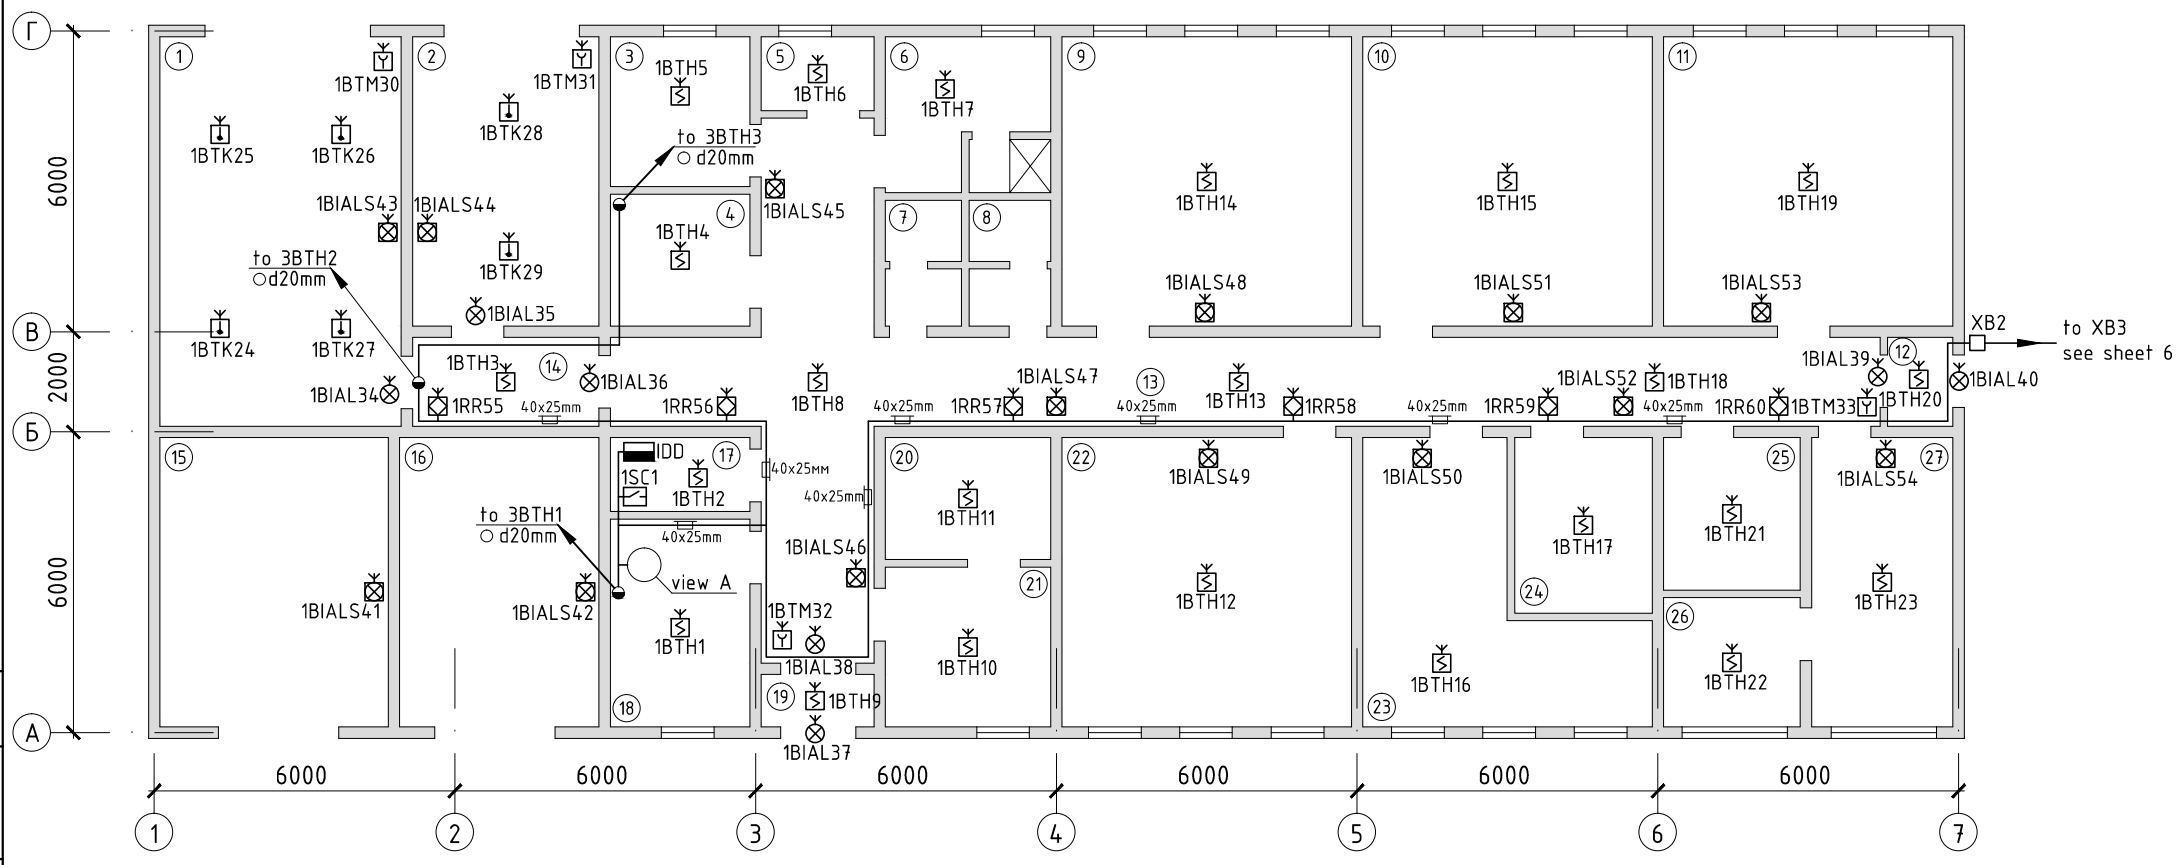 Г
1
2
3
5
6
9
10
11
1BTM30
1BTM31
1BTH5
1BTH6
1BTH7
1BTK25
1BTK26
1BTK28
to 3BTH3
d20mm
6000
1BIALS43
1BIALS44
4
1BIALS45
7
8
1BTH14
1BTH15
1BTH19
1BTH4
to 3BTH2
d20mm
1BTK29
1BIALS48
1BIALS51
1BIALS53
1BIAL35
В
XB2
to XB3
see sheet 6
1BTK24
1BTK27
1BTH3
14
2000
1BIAL34
1BIAL36
1BIALS47
13
1BIALS52
1BTH18
1BIAL39
12
1BIAL40
1RR55
40x25mm
1RR56
1BTH8
40x25mm
1RR57
40x25mm
1BTH13
1RR58
40x25mm
1RR59
40x25mm
1RR60
1BTM33
1BTH20
Б
15
16
IDD
17
1SC1
1BTH2
40x25мм
40x25mm
20
22
1BIALS49
1BIALS50
25
1BIALS54
27
to 3BTH1
d20mm
40x25mm
1BTH11
1BTH17
1BTH21
6000
1BIALS46
view A
21
1BIALS41
1BIALS42
1BTM32
1BTH12
24
26
1BTH23
1BTH1
1BIAL38
1BTH10
1BTH16
1BTH22
18
19
1BTH9
23
А
1BIAL37
6000
6000
6000
6000
6000
6000
1
2
3
4
5
6
7